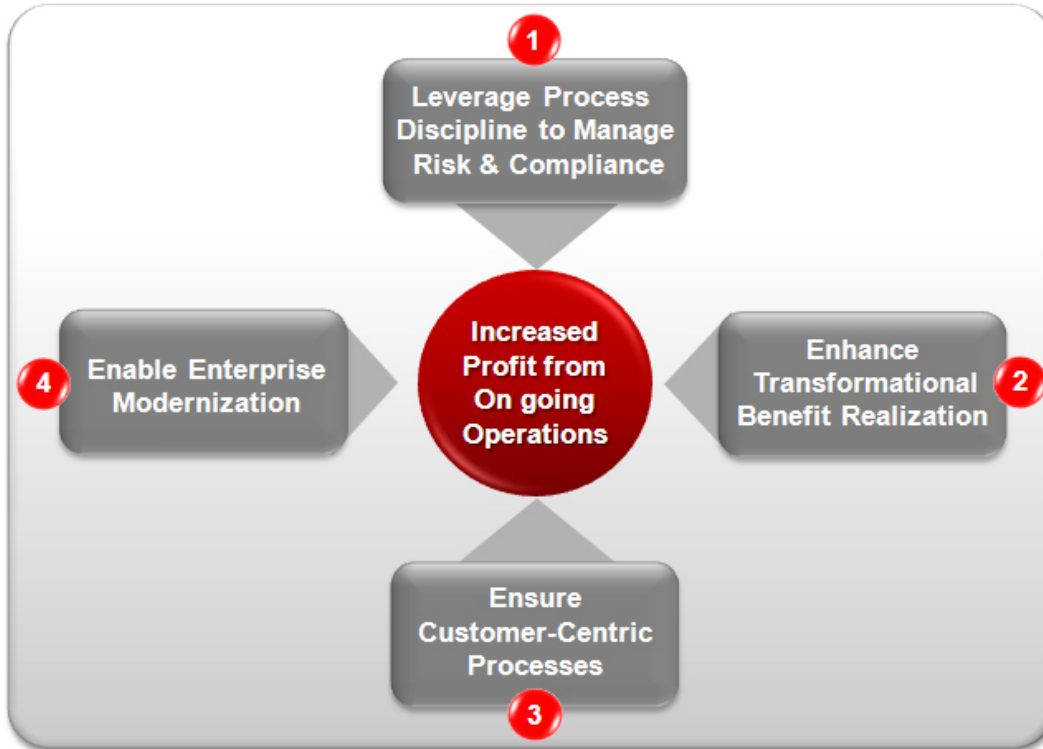 1
Leverage Process
Discipline to Manage
Risk & Compliance
Increased
Profit from
On going
Operations
Enhance
Transformational
Benefit Realization
2
Ensure
Customer-Centric
Processes
3
4
Enable Enterprise
Modernization